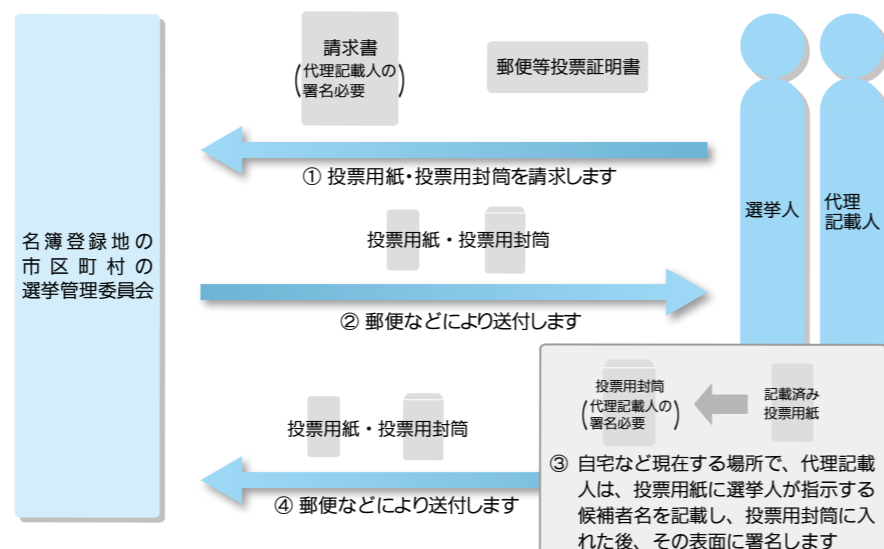 請求書
(代理記載人の
署名必要)
郵便等投票証明書
① 投票用紙・投票用封筒を請求します
選挙人
代理
記載人
名簿登録地の
市区町村の
選挙管理委員会
投票用紙・投票用封筒
② 郵便などにより送付します
投票用封筒
(代理記載人の
署名必要)
記載済み
投票用紙
投票用紙・投票用封筒
③ 自宅など現在する場所で、代理記載
人は、投票用紙に選挙人が指示する
候補者名を記載し、投票用封筒に入
れた後、その表面に署名します
④ 郵便などにより送付します